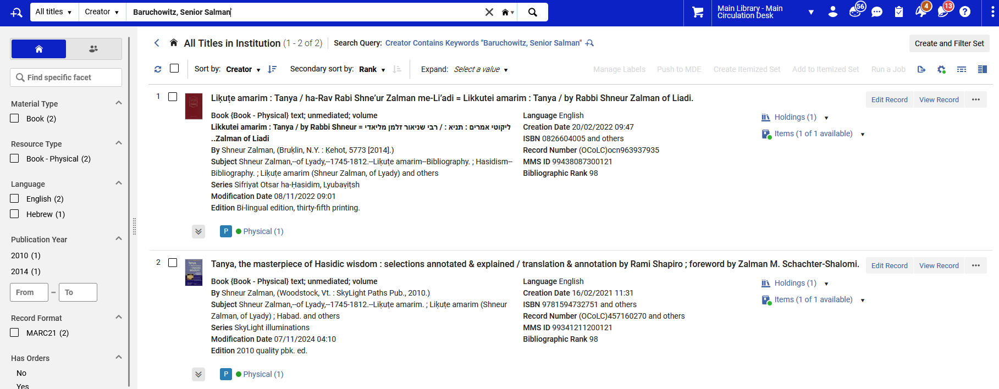 All titles ▾ Creator ▾ Baruchowitz, Senior Salman
Main Library - Main Circulation Desk ▼ 56 4 13
Find specific facet
Material Type
Book (2)
Resource Type
Book - Physical (2)
Language
English (2)
Hebrew (1)
Publication Year
2010 (1)
2014 (1)
From – To
Record Format
MARC21 (2)
Has Orders
No
Yes
All Titles in Institution (1 - 2 of 2) Search Query: Creator Contains Keywords "Baruchowitz, Senior Salman"
Create and Filter Set
Sort by: Creator ▾ Secondary sort by: Rank ▾ Expand: Select a value ▾
Manage Labels Push to MDE Create Itemized Set Add to Itemized Set Run a Job
1 Liḳuṭe amarim : Tanya / ha-Rav Rabi Shneʼur Zalman me-Liʼadi = Likkutei amarim : Tanya / by Rabbi Shneur Zalman of Liadi.
Edit Record View Record •••
Book {Book - Physical} text; unmediated; volume
ליקוטי אמרים : תניא : / רבי שניאור זלמן מליאדי = Likkutei amarim : Tanya / by Rabbi Shneur
..Zalman of Liadi
By Shneur Zalman, (Bruḳlin, N.Y. : Ḳehot, 5773 [2014].)
Subject Shneur Zalman,--of Lyady,--1745-1812.--Liḳuṭe amarim--Bibliography. ; Hasidism--
Bibliography. ; Liḳuṭe amarim (Shneur Zalman, of Lyady) and others
Series Sifriyat Otsar ha-Ḥasidim, Lyubaṿiṭsh
Modification Date 08/11/2022 09:01
Edition Bi-lingual edition, thirty-fifth printing.
Language English
Creation Date 20/02/2022 09:47
ISBN 0826604005 and others
Record Number (OCoLC)ocn963937935
MMS ID 99438087300121
Bibliographic Rank 98
Holdings (1) ▾
Items (1 of 1 available) ▾
P Physical (1)
2 Tanya, the masterpiece of Hasidic wisdom : selections annotated & explained / translation & annotation by Rami Shapiro ; foreword by Zalman M. Schachter-Shalomi.
Edit Record View Record •••
Book {Book - Physical} text; unmediated; volume
By Shneur Zalman, (Woodstock, Vt. : SkyLight Paths Pub., 2010.)
Subject Shneur Zalman,--of Lyady,--1745-1812.--Liḳuṭe amarim. ; Liḳuṭe amarim (Shneur
Zalman, of Lyady) ; Habad. and others
Series SkyLight illuminations
Modification Date 07/11/2024 04:10
Edition 2010 quality pbk. ed.
Language English
Creation Date 16/02/2021 11:31
ISBN 9781594732751 and others
Record Number (OCoLC)457160270 and others
MMS ID 99341211200121
Bibliographic Rank 98
Holdings (1) ▾
Items (1 of 1 available) ▾
P Physical (1)